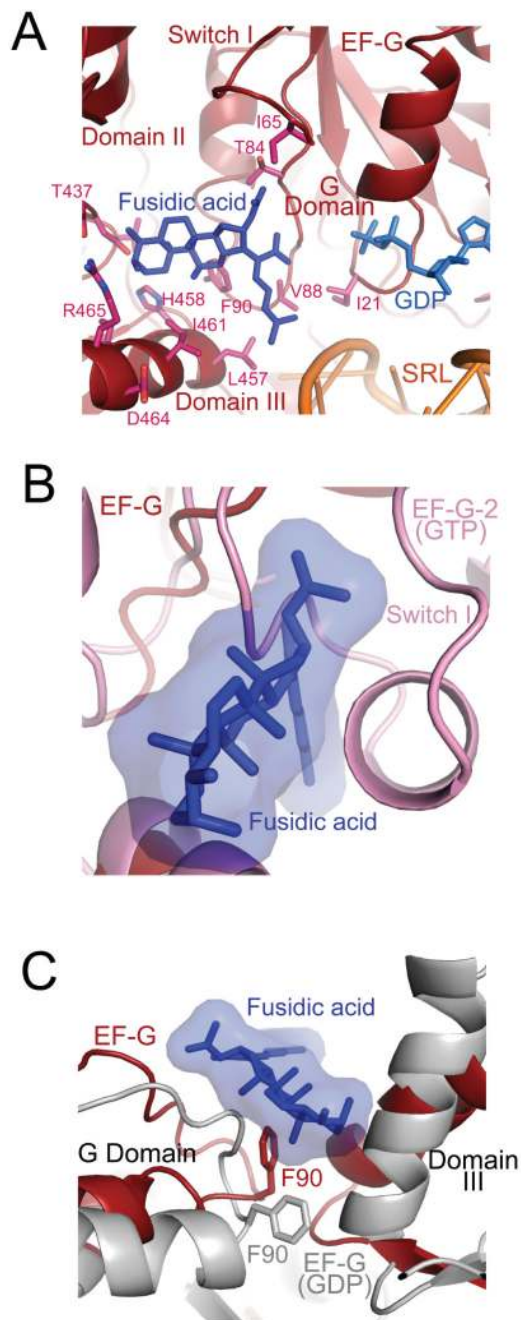 A
Switch I
EF-G
Domain II
I65
T84
G
Domain
T437
Fusidic acid
GDP
R465
H458
F90
V88
I21
I461
L457
SRL
Domain III
D464
B
EF-G
EF-G-2
(GTP)
Switch I
Fusidic acid
C
Fusidic acid
EF-G
G Domain
F90
Domain
III
F90
EF-G
(GDP)